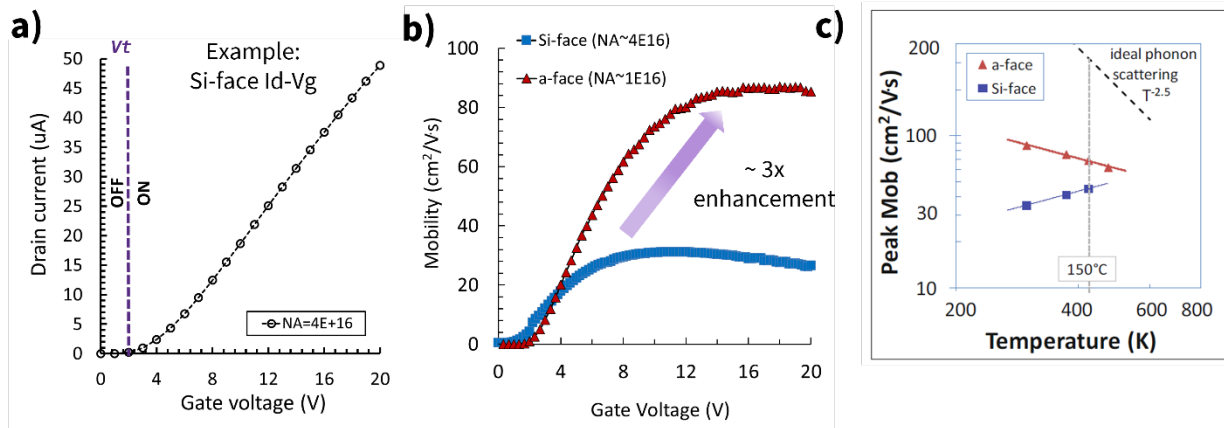 a)
Vt
Example:
Si-face Id-Vg
OFF
ON
NA=4E+16
Drain current (uA)
50
45
40
35
30
25
20
15
10
5
0
0 4 8 12 16 20
Gate voltage (V)
b)
Si-face (NA~4E16)
a-face (NA~1E16)
~ 3x
enhancement
Mobility (cm²/V·s)
100
80
60
40
20
0
0 4 8 12 16 20
Gate Voltage (V)
c)
a-face
Si-face
ideal phonon
scattering
T⁻²·⁵
150°C
Peak Mob (cm²/V·s)
200
100
30
10
200 400 600 800
Temperature (K)